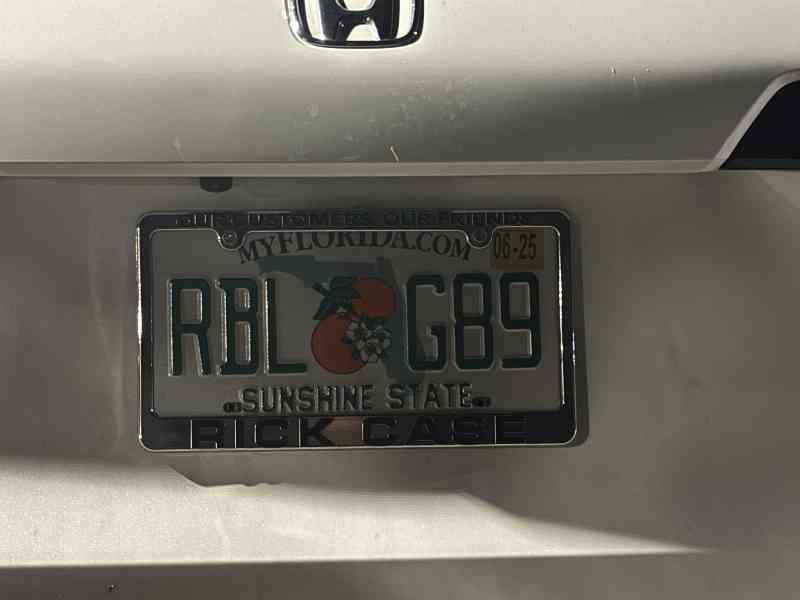 OUR CUSTOMERS, OUR FRIENDS
MYFLORIDA.COM
06-25
RBL G89
SUNSHINE STATE
RICK CASE